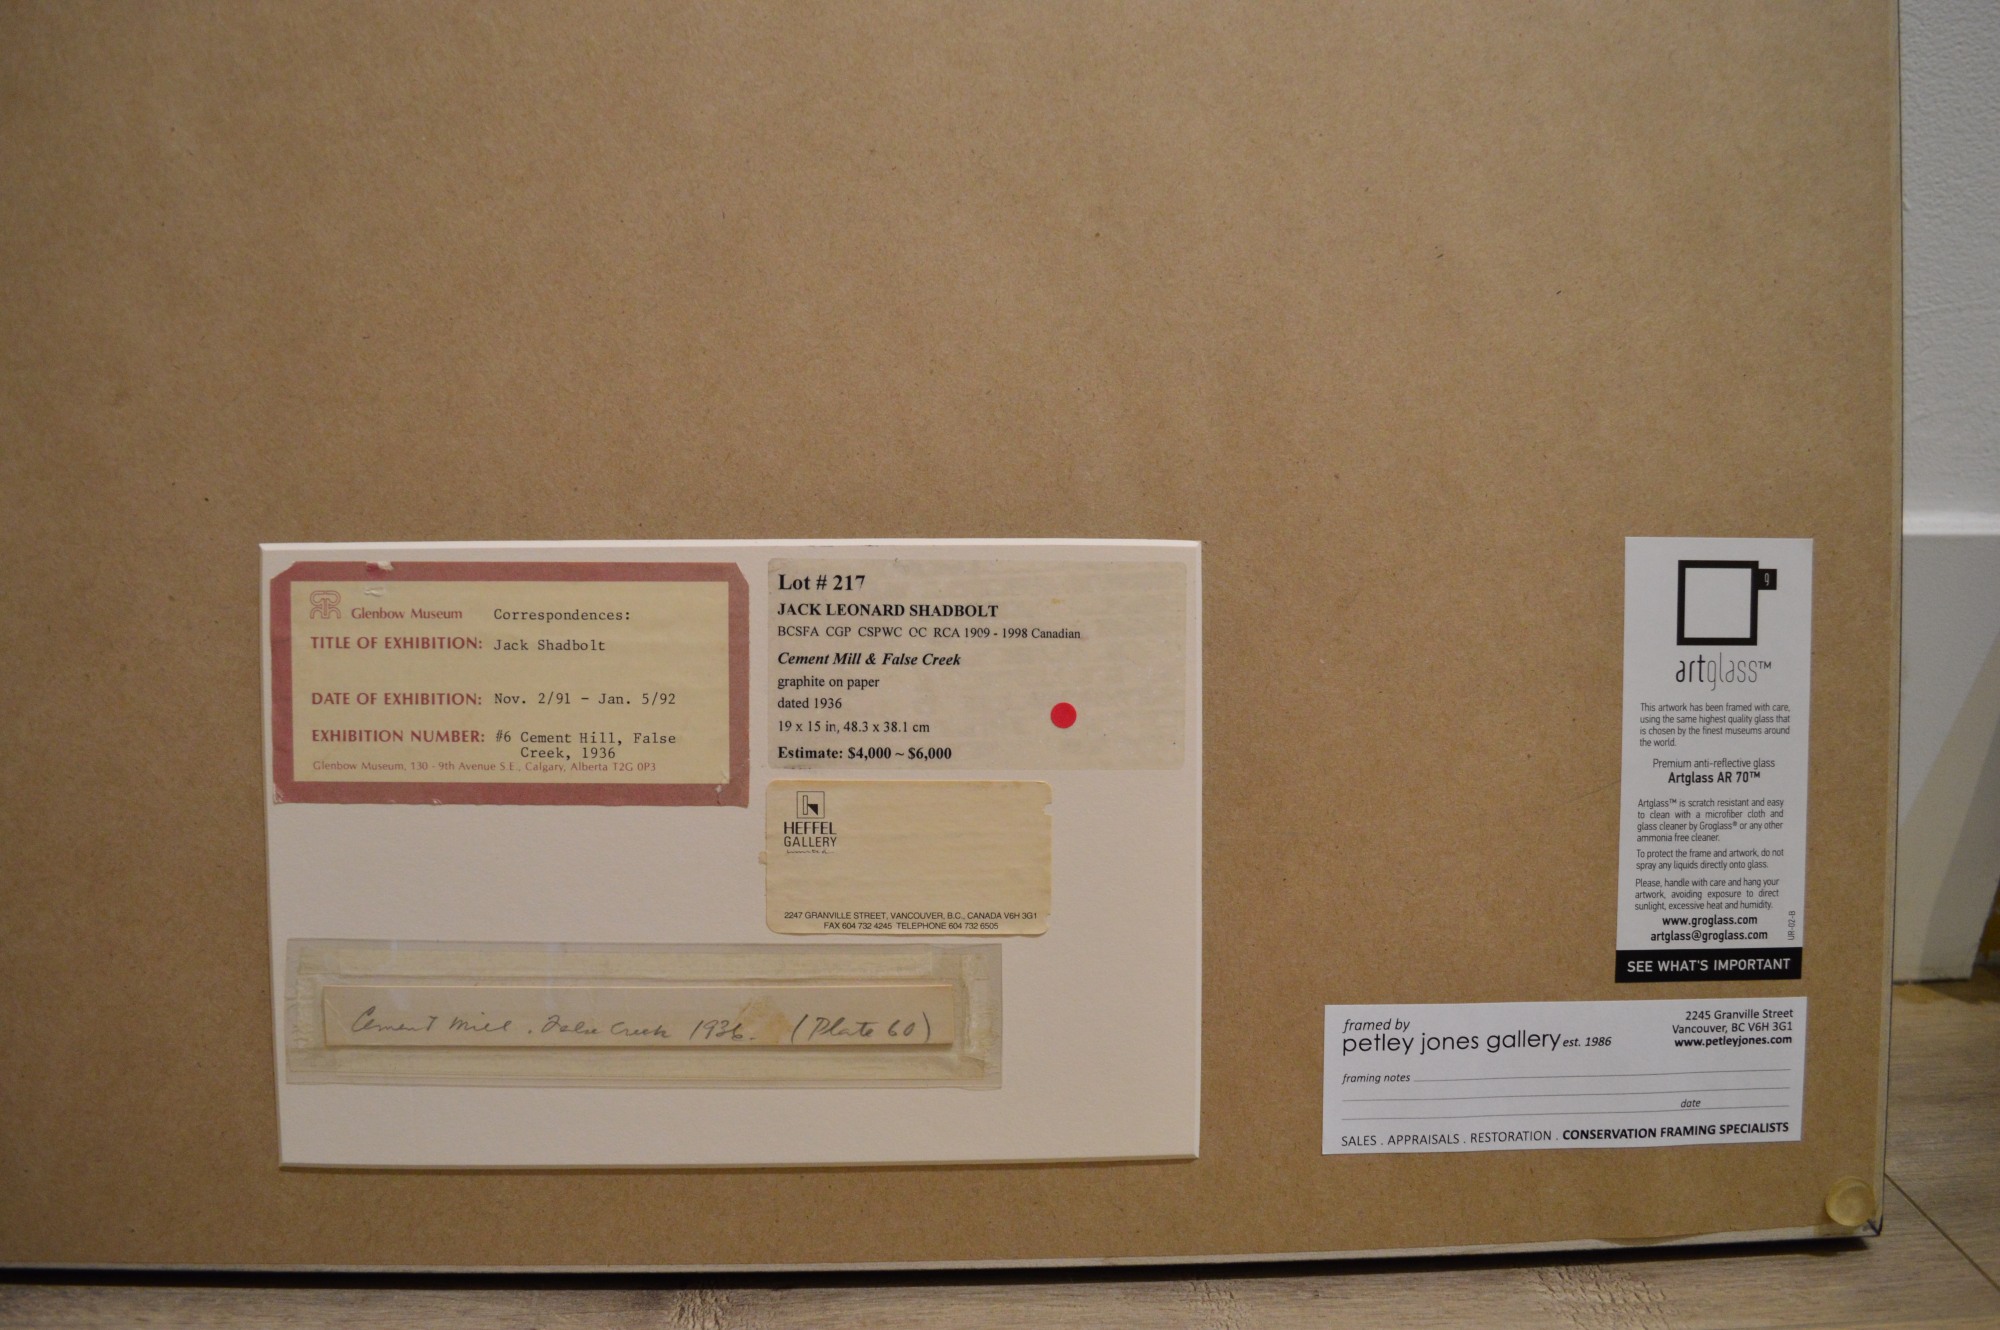 Glenbow Museum Correspondences:
TITLE OF EXHIBITION: Jack Shadbolt
DATE OF EXHIBITION: Nov. 2/91 - Jan. 5/92
EXHIBITION NUMBER: #6 Cement Hill, False
Creek, 1936
Glenbow Museum, 130 - 9th Avenue S.E., Calgary, Alberta T2G 0P3
Lot # 217
JACK LEONARD SHADBOLT
BCSFA CGP CSPWC OC RCA 1909 - 1998 Canadian
Cement Mill & False Creek
graphite on paper
dated 1936
19 x 15 in, 48.3 x 38.1 cm
Estimate: $4,000 ~ $6,000
HEFFEL
GALLERY
2247 GRANVILLE STREET, VANCOUVER, B.C., CANADA V6H 3G1
FAX 604 732 4245 TELEPHONE 604 732 6505
Cement Mill. False Creek 1936. (Plate 60)
g
artglass™
This artwork has been framed with care,
using the same highest quality glass that
is chosen by the finest museums around
the world.
Premium anti-reflective glass
Artglass AR 70™
Artglass™ is scratch resistant and easy
to clean with a microfiber cloth and
glass cleaner by Groglass® or any other
ammonia free cleaner.
To protect the frame and artwork, do not
spray any liquids directly onto glass.
Please, handle with care and hang your
artwork, avoiding exposure to direct
sunlight, excessive heat and humidity.
www.groglass.com
artglass@groglass.com
UR-02-B
SEE WHAT'S IMPORTANT
framed by
petley jones gallery est. 1986
2245 Granville Street
Vancouver, BC V6H 3G1
www.petleyjones.com
framing notes
date
SALES . APPRAISALS . RESTORATION . CONSERVATION FRAMING SPECIALISTS